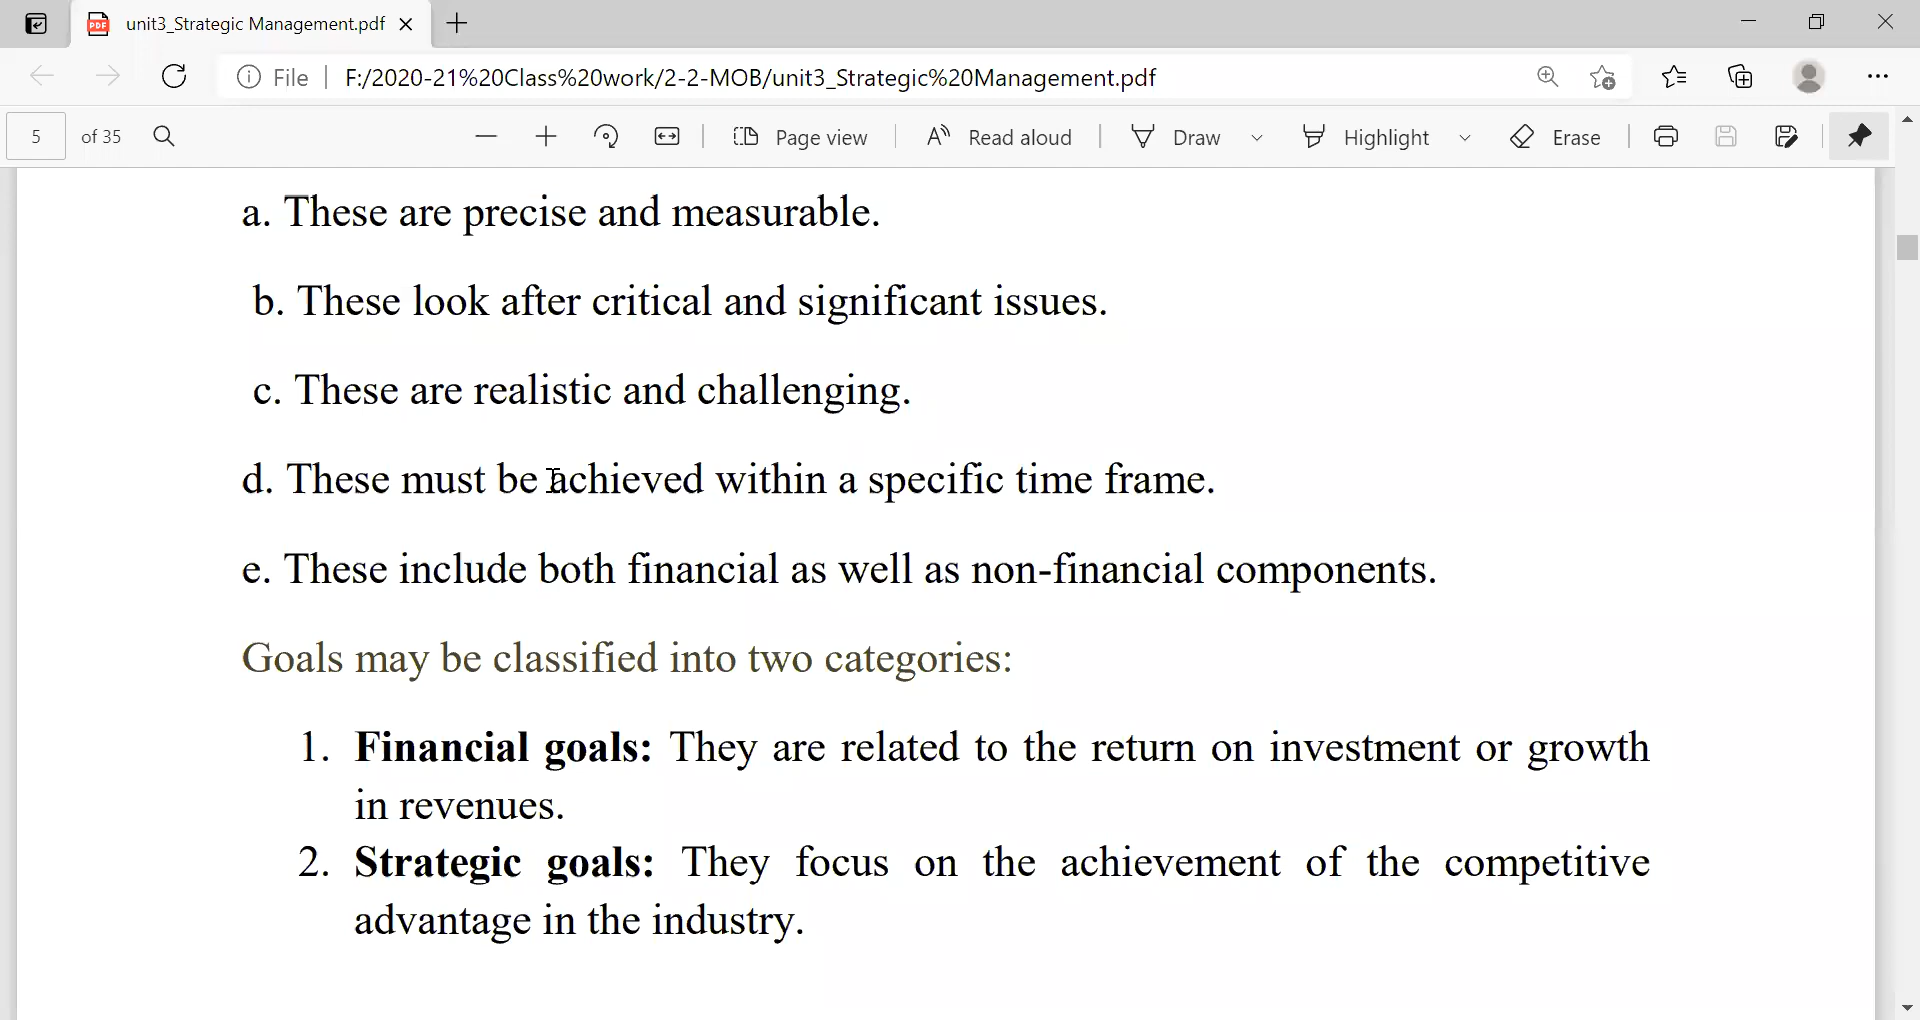 unit3_Strategic Management.pdf
File F:/2020-21%20Class%20work/2-2-MOB/unit3_Strategic%20Management.pdf
5 of 35 Page view Read aloud Draw Highlight Erase
a. These are precise and measurable.
b. These look after critical and significant issues.
c. These are realistic and challenging.
d. These must be achieved within a specific time frame.
e. These include both financial as well as non-financial components.
Goals may be classified into two categories:
1. Financial goals: They are related to the return on investment or growth
in revenues.
2. Strategic goals: They focus on the achievement of the competitive
advantage in the industry.